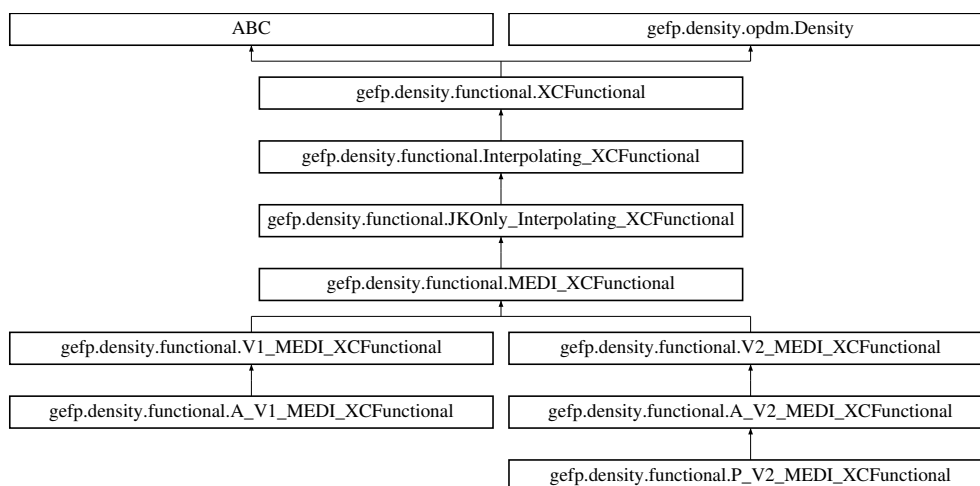 ABC
gefp.density.opdm.Density
gefp.density.functional.XCFunctional
gefp.density.functional.Interpolating_XCFunctional
gefp.density.functional.JKOnly_Interpolating_XCFunctional
gefp.density.functional.MEDI_XCFunctional
gefp.density.functional.V1_MEDI_XCFunctional
gefp.density.functional.V2_MEDI_XCFunctional
gefp.density.functional.A_V1_MEDI_XCFunctional
gefp.density.functional.A_V2_MEDI_XCFunctional
gefp.density.functional.P_V2_MEDI_XCFunctional